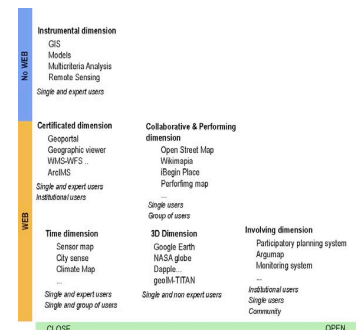 Instrumental dimension
GIS
Models
Multicriteria Analysis
Remote Sensing
Single and expert users
No WEB
Certificated dimension
Geoportal
Geographic viewer
WMS-WFS ..
ArcIMS
Single and expert users
Institutional users
Collaborative & Performing
dimension
Open Street Map
Wikimapia
iBegin Place
Perforfimg map
...
Single users
Group of users
WEB
Time dimension
Sensor map
City sense
Climate Map
...
Single and expert users
Single and group of users
3D Dimension
Google Earth
NASA globe
Dapple...
geoIM-TITAN
Single and non expert users
Involving dimension
Participatory planning system
Argumap
Monitoring system
...
Institutional users
Single users
Community
CLOSE
OPEN